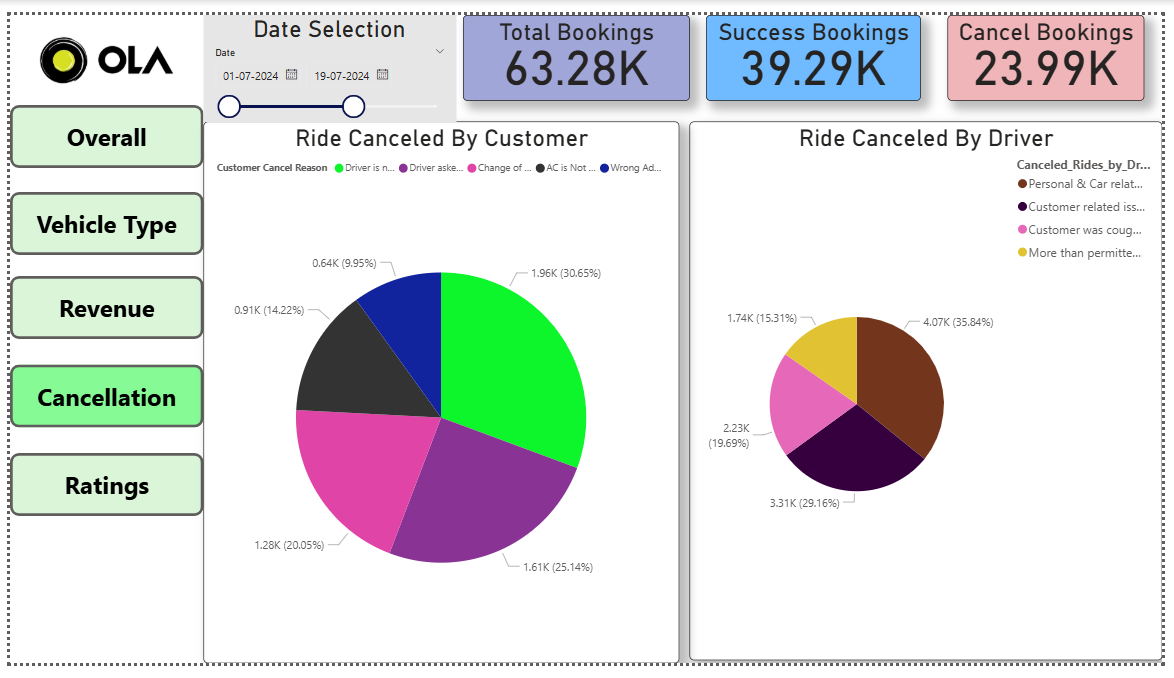 OLA
Overall
Vehicle Type
Revenue
Cancellation
Ratings
Date Selection
Date
01-07-2024 19-07-2024
Total Bookings
63.28K
Success Bookings
39.29K
Cancel Bookings
23.99K
Ride Canceled By Customer
Customer Cancel Reason Driver is n... Driver aske... Change of ... AC is Not ... Wrong Ad...
0.64K (9.95%)
1.96K (30.65%)
0.91K (14.22%)
1.28K (20.05%)
1.61K (25.14%)
Ride Canceled By Driver
Canceled_Rides_by_Dr...
Personal & Car relat...
Customer related iss...
Customer was coug...
More than permitte...
1.74K (15.31%)
4.07K (35.84%)
2.23K
(19.69%)
3.31K (29.16%)